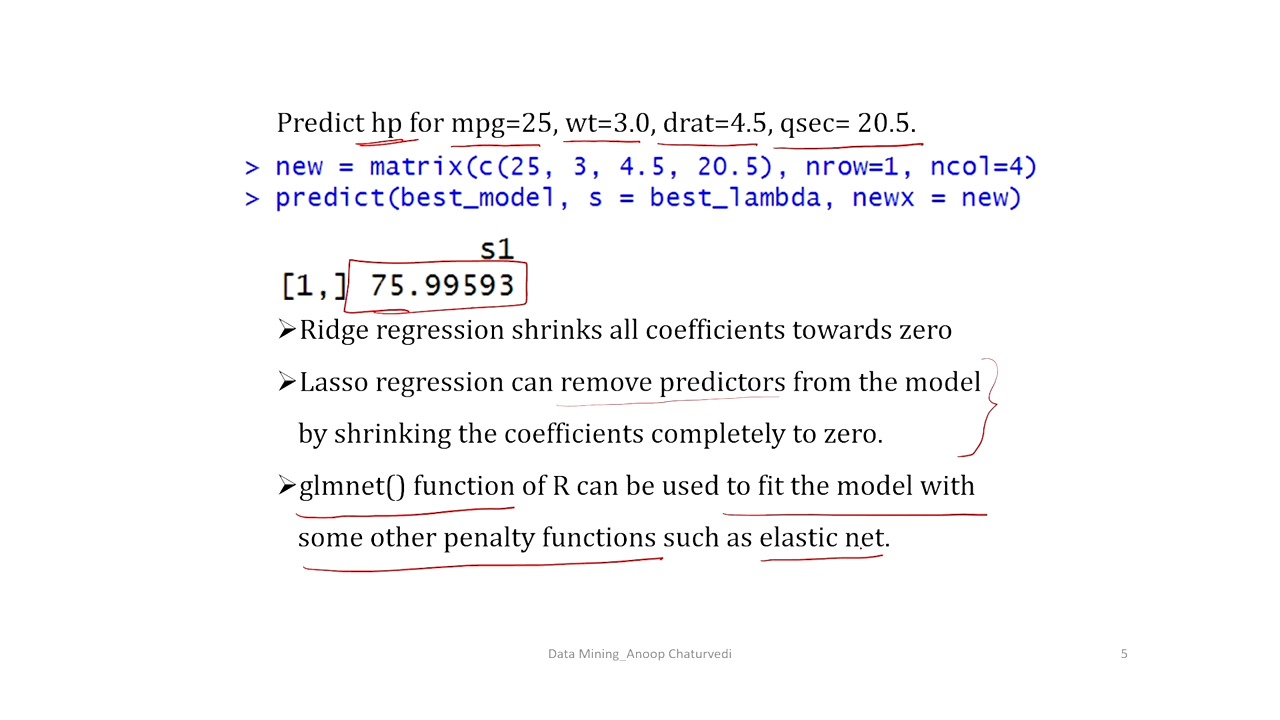 Predict hp for mpg=25, wt=3.0, drat=4.5, qsec= 20.5.
> new = matrix(c(25, 3, 4.5, 20.5), nrow=1, ncol=4)
> predict(best_model, s = best_lambda, newx = new)
s1
[1,] 75.99593
➢Ridge regression shrinks all coefficients towards zero
➢Lasso regression can remove predictors from the model
by shrinking the coefficients completely to zero.
➢glmnet() function of R can be used to fit the model with
some other penalty functions such as elastic net.
Data Mining_Anoop Chaturvedi
5